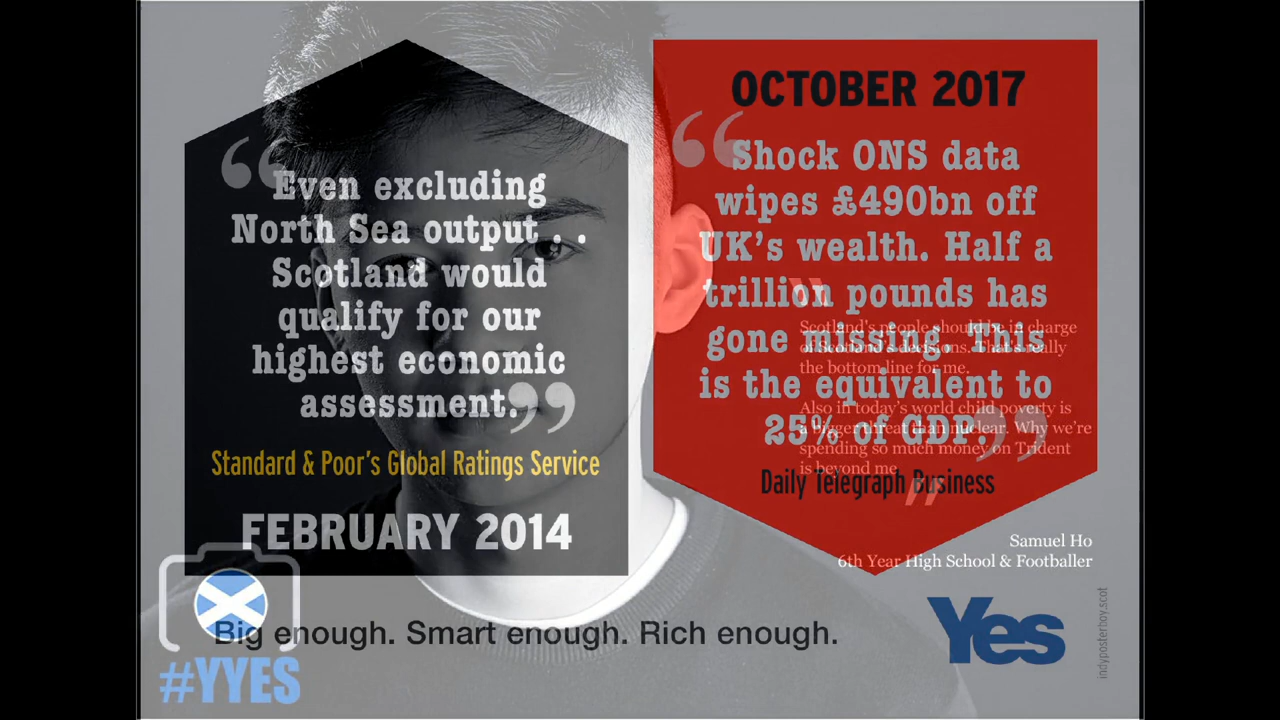 “Even excluding
North Sea output . .
Scotland would
qualify for our
highest economic
assessment.”
Standard & Poor's Global Ratings Service
FEBRUARY 2014
OCTOBER 2017
“Shock ONS data
wipes £490bn off
UK's wealth. Half a
trillion pounds has
gone missing. This
is the equivalent to
25% of GDP.”
Daily Telegraph Business
”
Scotland's people should be in charge
of Scotland's decisions. That's really
the bottom line for me.
Also in today's world child poverty is
a bigger threat than nuclear. Why we're
spending so much money on Trident
is beyond me.
”
Samuel Ho
6th Year High School & Footballer
Big enough. Smart enough. Rich enough.
Yes
indyposterboy.scot
#YYES